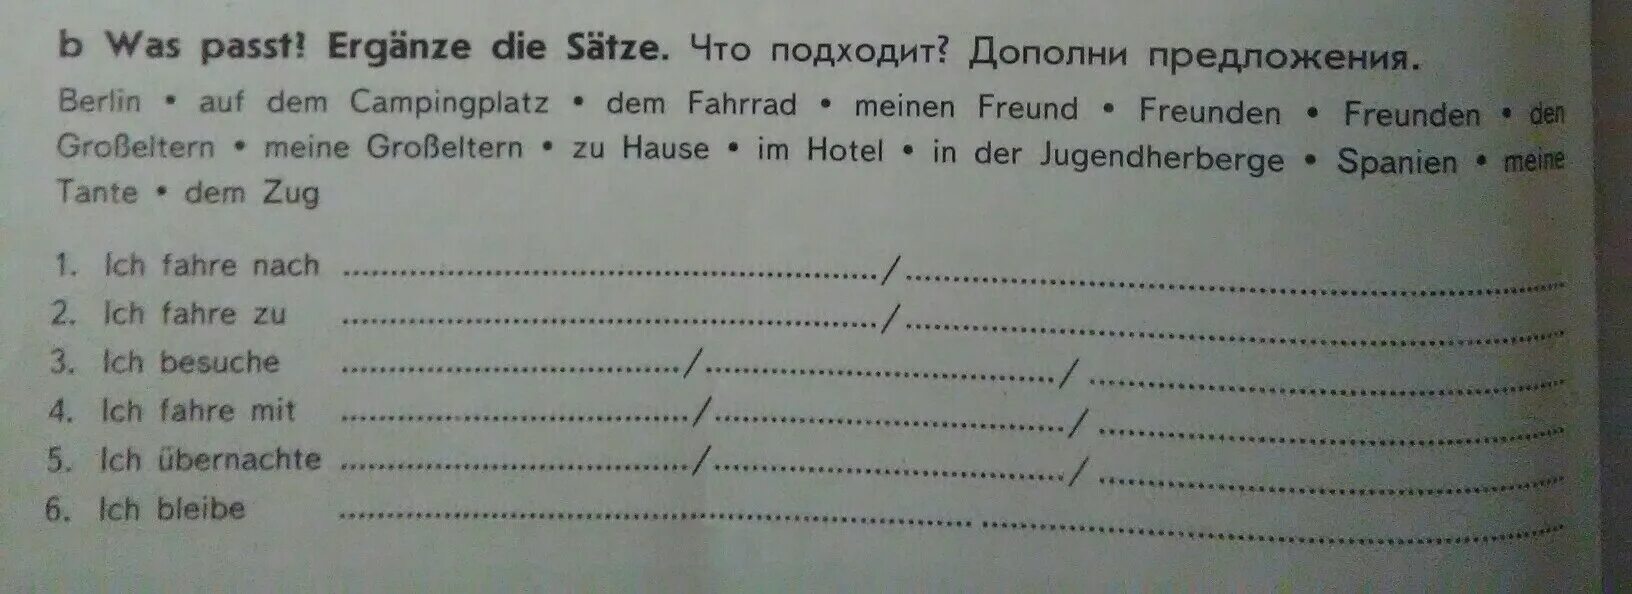 b Was passt? Ergänze die Sätze. Что подходит? Дополни предложения.
Berlin • auf dem Campingplatz • dem Fahrrad • meinen Freund • Freunden • Freunden • den
Großeltern • meine Großeltern • zu Hause • im Hotel • in der Jugendherberge • Spanien • meine
Tante • dem Zug
1. Ich fahre nach ................ / ................
2. Ich fahre zu ................ / ................
3. Ich besuche ................ / ................ / ................
4. Ich fahre mit ................ / ................ / ................
5. Ich übernachte ................ / ................ / ................
6. Ich bleibe ................ ................